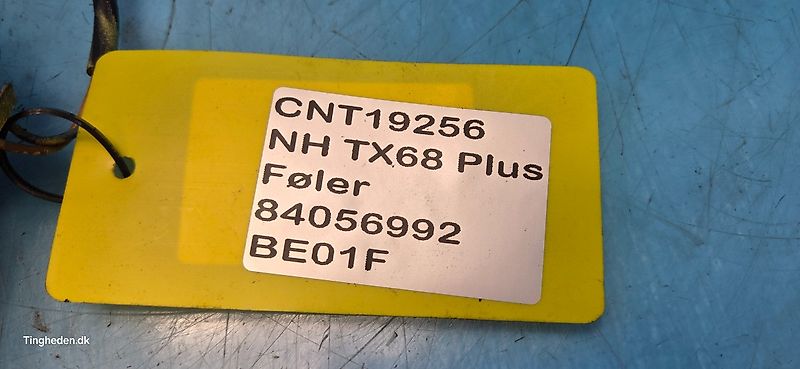 CNT19256
NH TX68 Plus
Føler
84056992
BE01F
Tingheden.dk